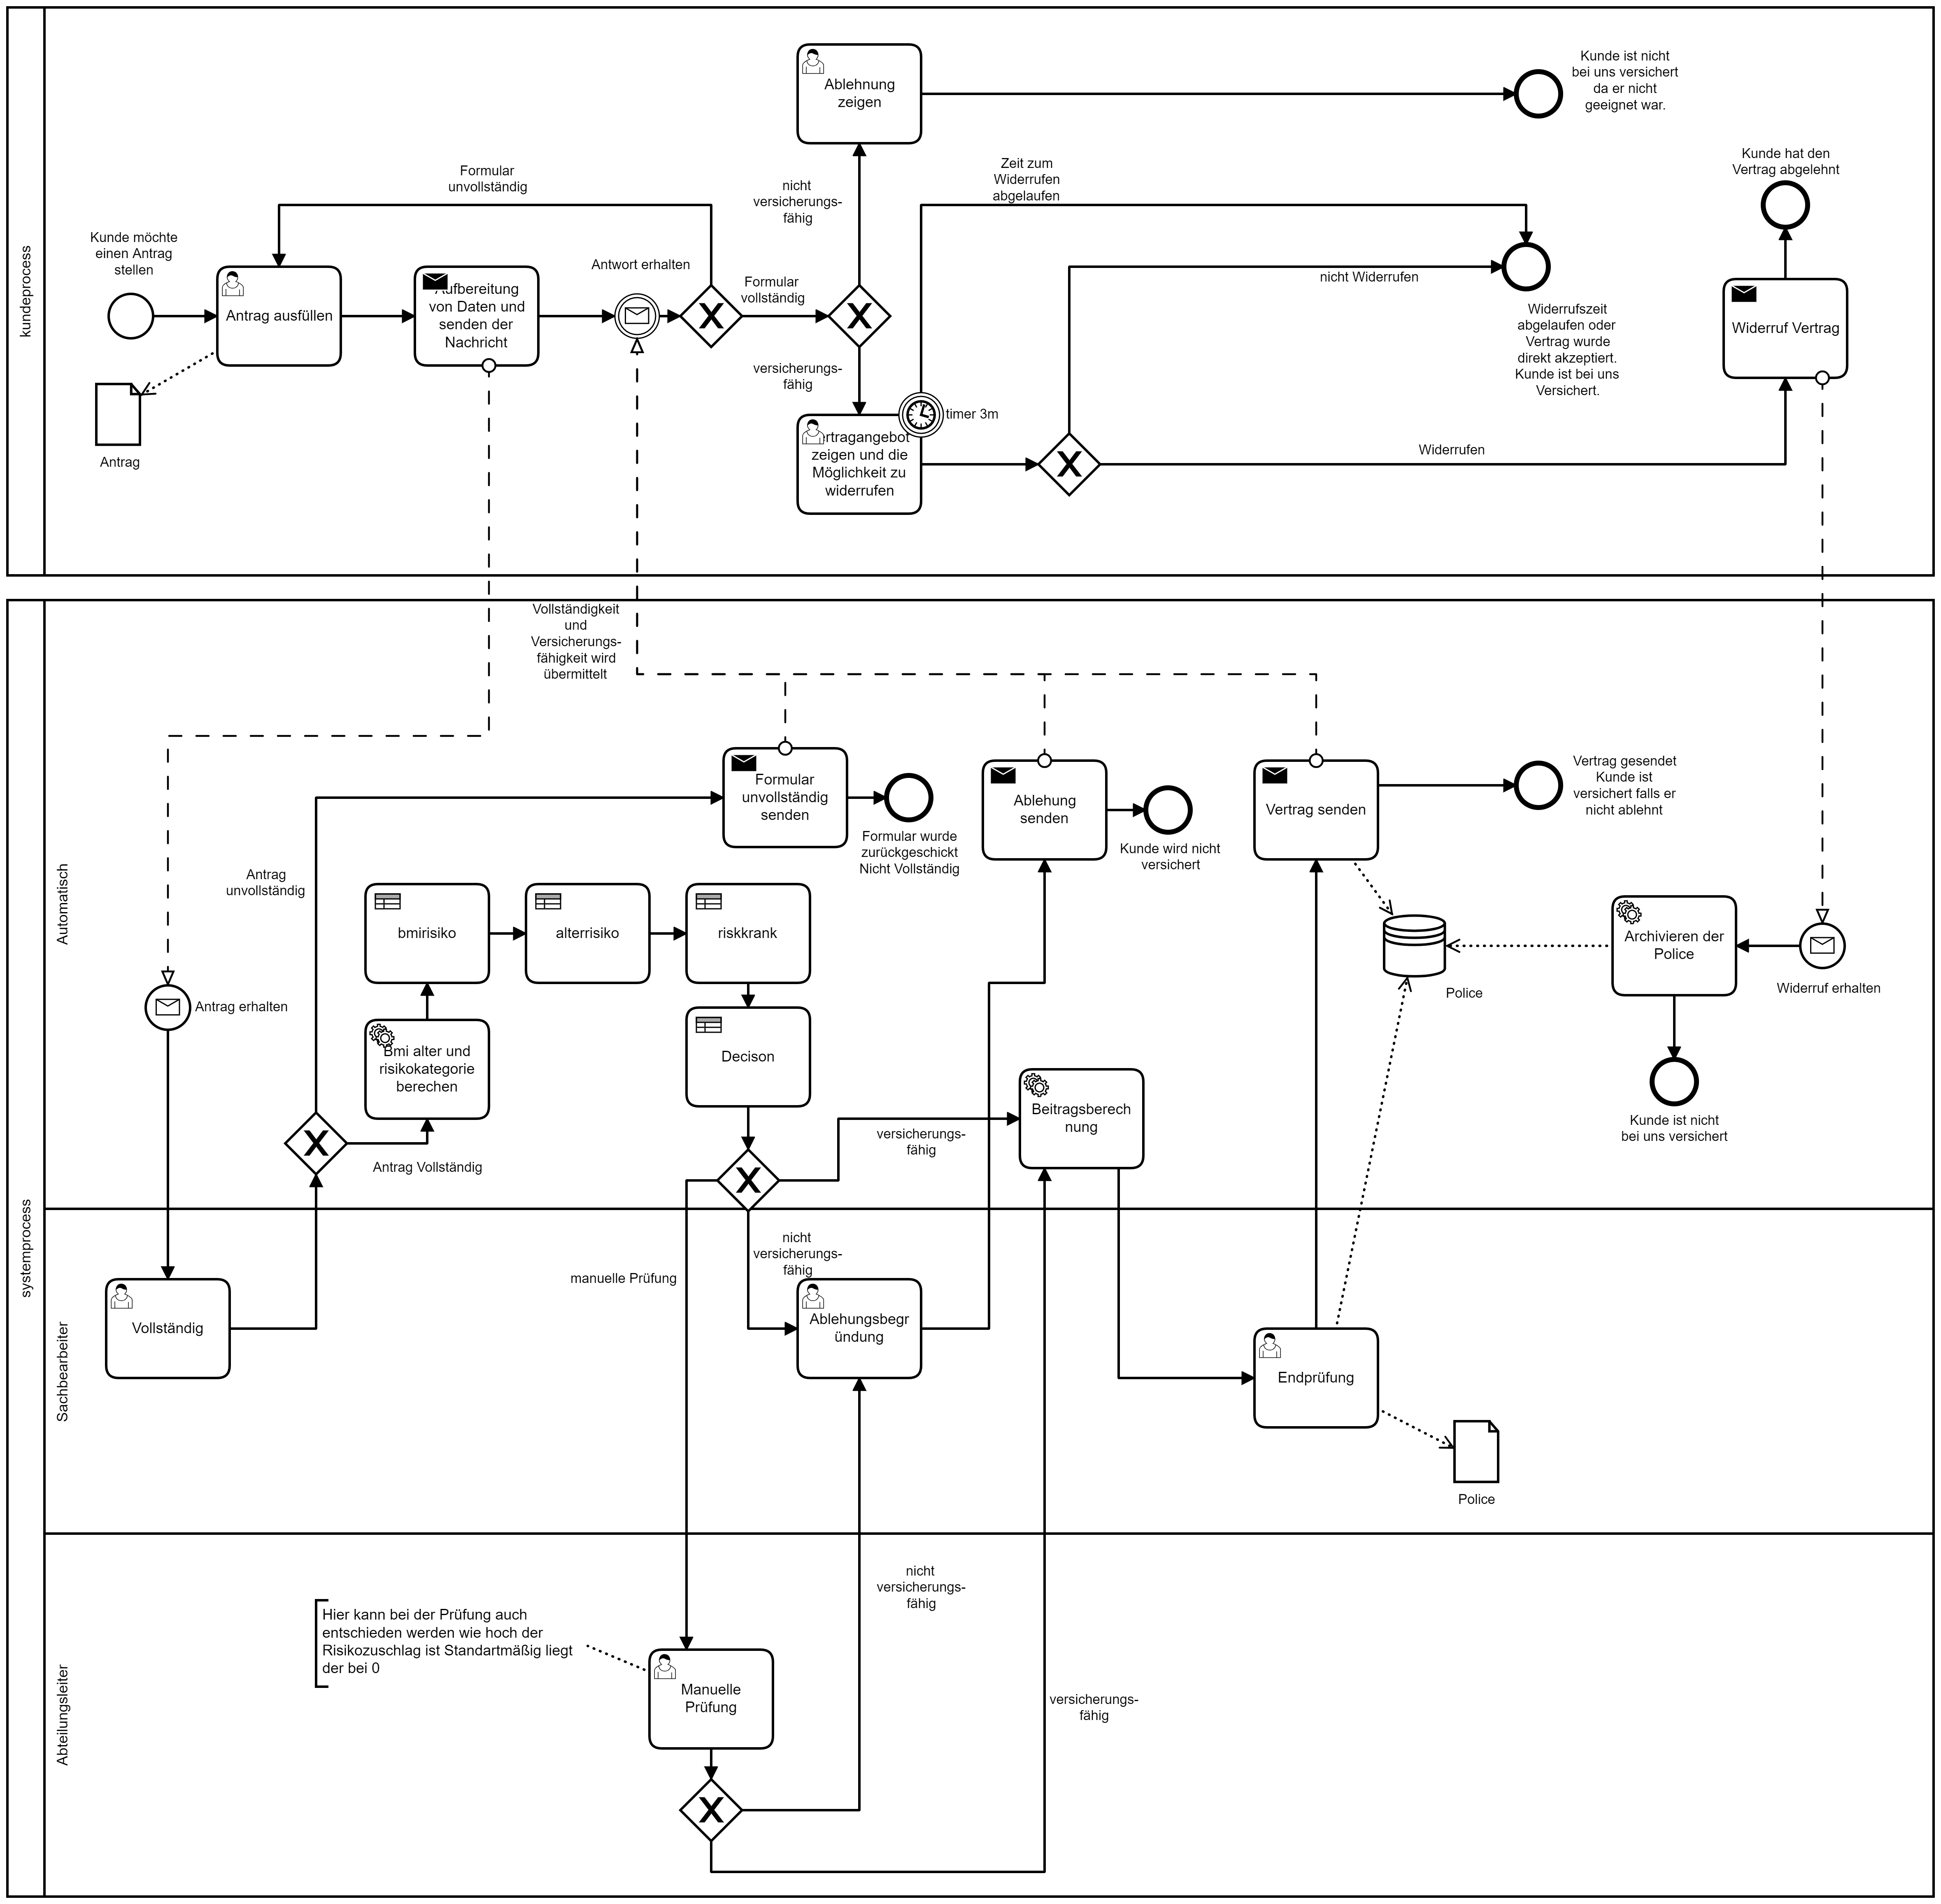 kundeprocess
Ablehnung
zeigen
Kunde ist nicht
bei uns versichert
da er nicht
geeignet war.
Kunde hat den
Vertrag abgelehnt
Zeit zum
Widerrufen
abgelaufen
Formular
unvollständig
nicht
versicherungs-
fähig
Kunde möchte
einen Antrag
stellen
Antwort erhalten
Formular
vollständig
nicht Widerrufen
Antrag ausfüllen
Aufbereitung
von Daten und
senden der
Nachricht
Widerruf Vertrag
Widerrufszeit
abgelaufen oder
Vertrag wurde
direkt akzeptiert.
Kunde ist bei uns
Versichert.
versicherungs-
fähig
timer 3m
Antrag
ertragangebot
zeigen und die
Möglichkeit zu
widerrufen
Widerrufen
systemprocess
Automatisch
Vollständigkeit
und
Versicherungs-
fähigkeit wird
übermittelt
Formular
unvollständig
senden
Formular wurde
zurückgeschickt
Nicht Vollständig
Ablehung
senden
Kunde wird nicht
versichert
Vertrag senden
Vertrag gesendet
Kunde ist
versichert falls er
nicht ablehnt
Antrag
unvollständig
bmirisiko
alterrisiko
riskkrank
Archivieren der
Police
Police
Widerruf erhalten
Antrag erhalten
Bmi alter und
risikokategorie
berechen
Decison
Beitragsberech
nung
Kunde ist nicht
bei uns versichert
Antrag Vollständig
versicherungs-
fähig
Sachbearbeiter
nicht
versicherungs-
fähig
manuelle Prüfung
Vollständig
Ablehungsbegr
ündung
Endprüfung
Police
Abteilungsleiter
nicht
versicherungs-
fähig
Hier kann bei der Prüfung auch
entschieden werden wie hoch der
Risikozuschlag ist Standartmäßig liegt
der bei 0
Manuelle
Prüfung
versicherungs-
fähig